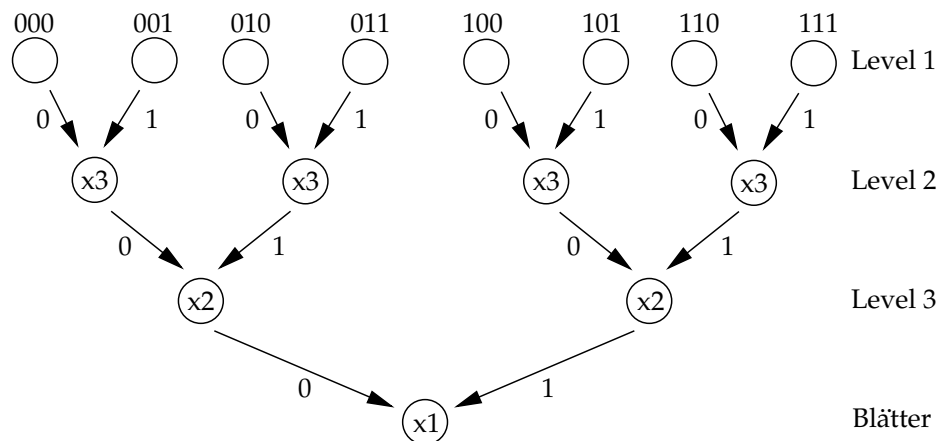 000 001 010 011 100 101 110 111
Level 1
0 1 0 1 0 1 0 1
x3 x3 x3 x3 Level 2
0 1 0 1
x2 x2 Level 3
0 1
x1 Blätter